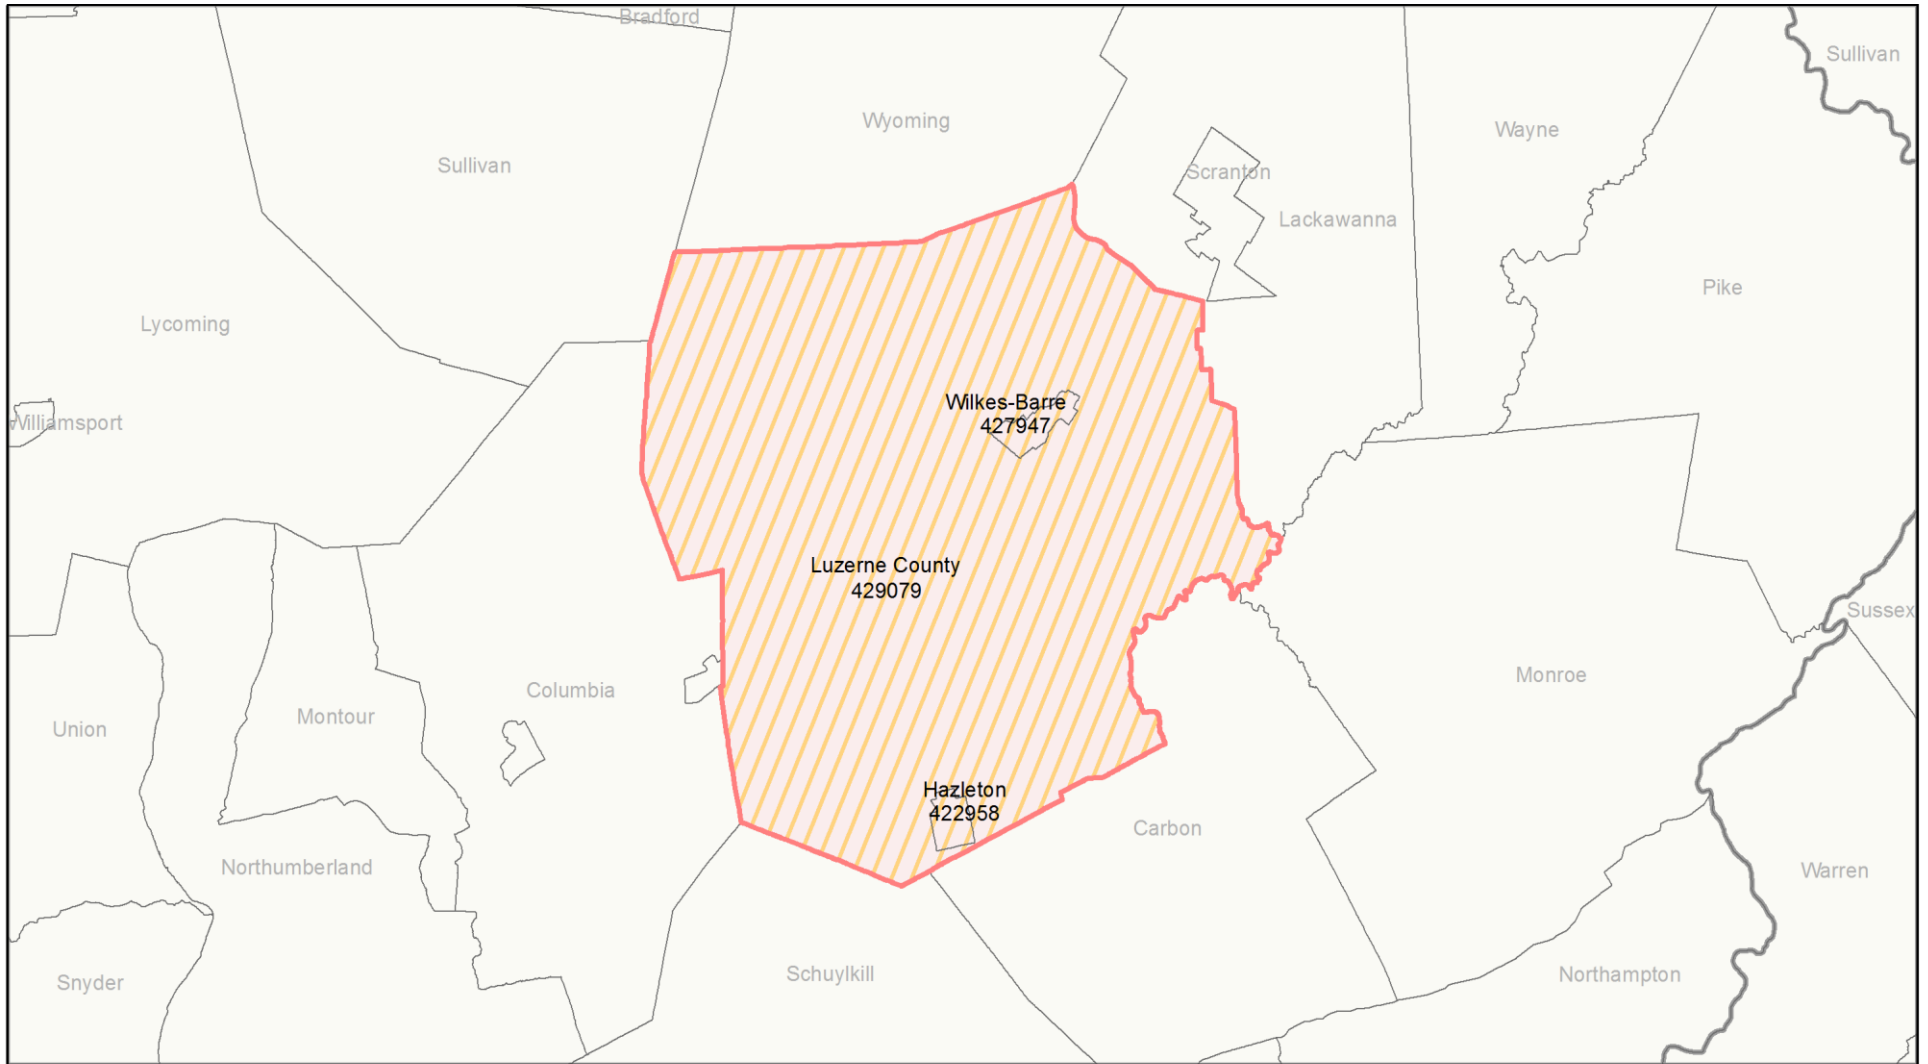 Bradford
Sullivan
Wyoming
Wayne
Sullivan
Scranton
Lackawanna
Pike
Lycoming
Williamsport
Wilkes-Barre
427947
Luzerne County
429079
Sussex
Columbia
Monroe
Montour
Union
Hazleton
422958
Carbon
Northumberland
Warren
Snyder
Schuylkill
Northampton